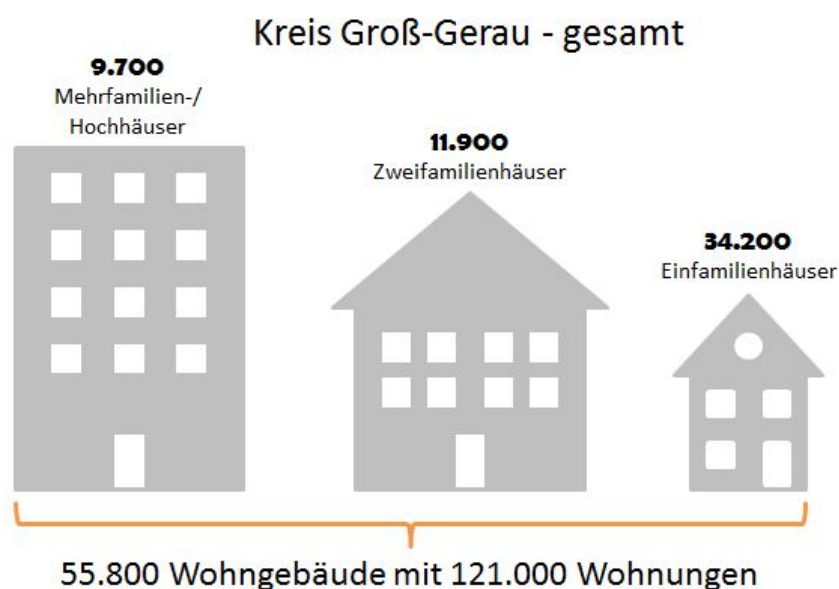 Kreis Groß-Gerau - gesamt
9.700
Mehrfamilien-/
Hochhäuser
11.900
Zweifamilienhäuser
34.200
Einfamilienhäuser
55.800 Wohngebäude mit 121.000 Wohnungen